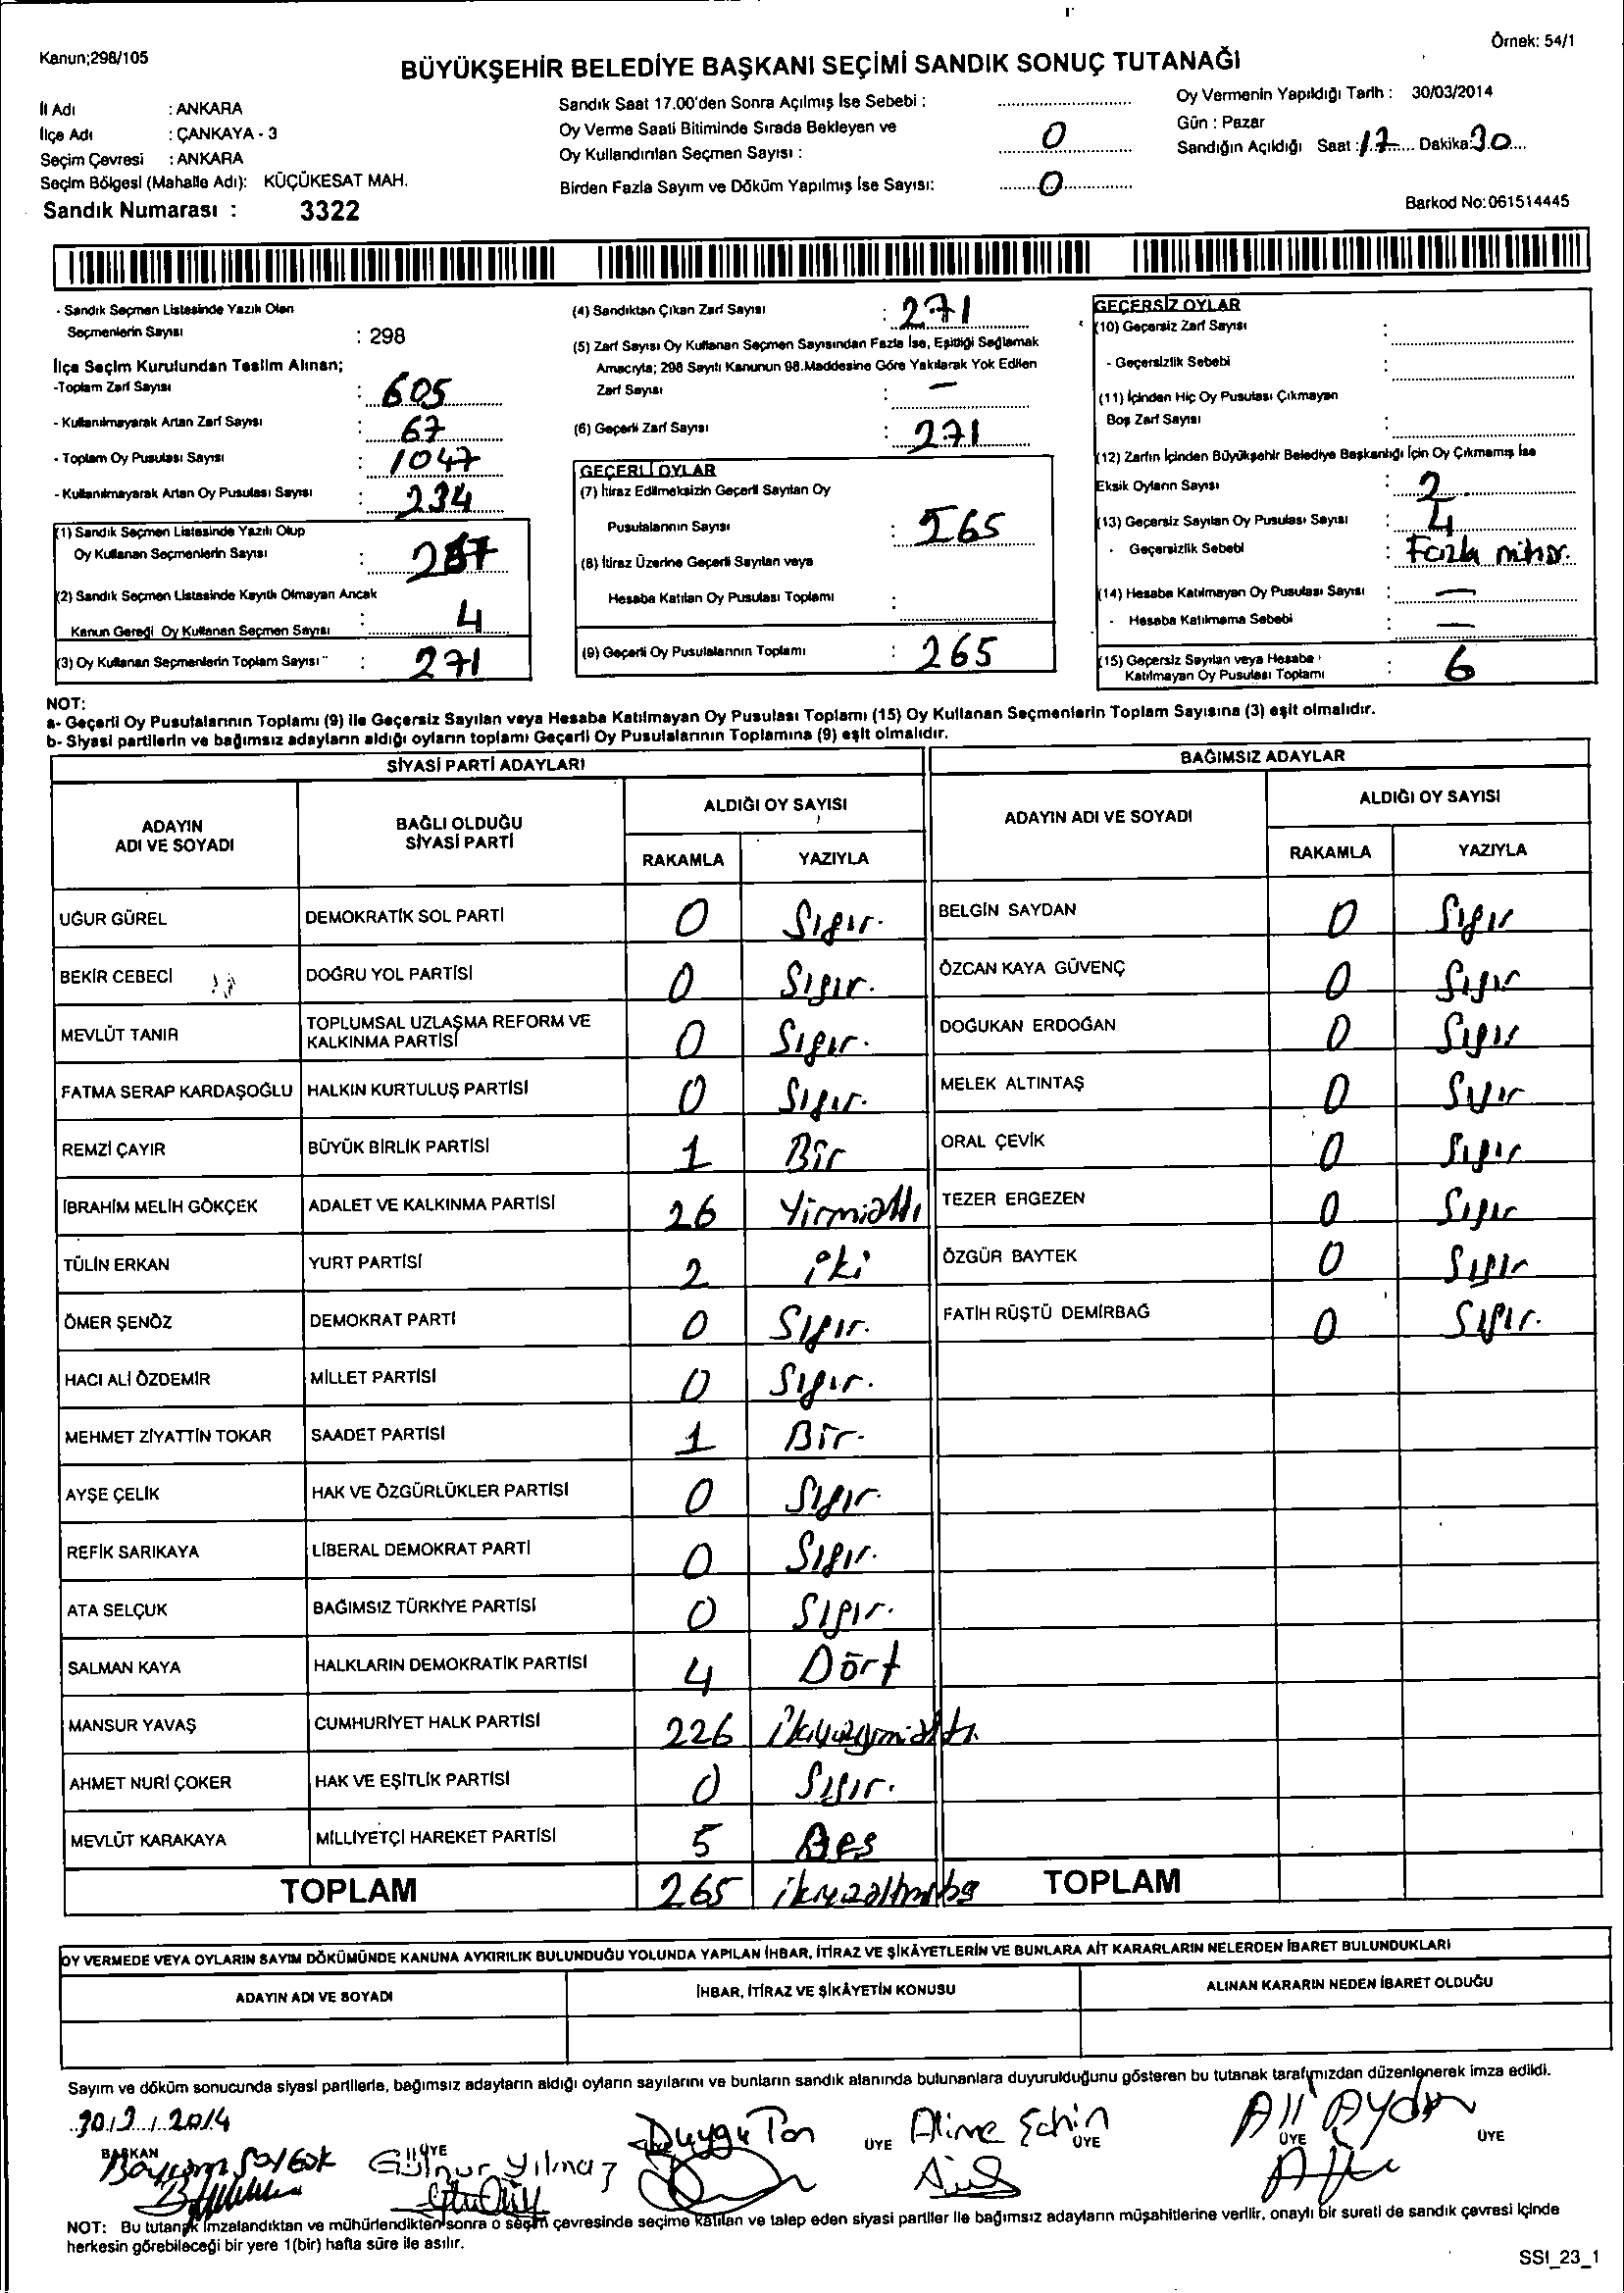 Kanun;298/105
Örnek: 54/1
BÜYÜKŞEHİR BELEDİYE BAŞKANI SEÇİMİ SANDIK SONUÇ TUTANAĞI
İl Adı : ANKARA
İlçe Adı : ÇANKAYA - 3
Seçim Çevresi : ANKARA
Seçim Bölgesi (Mahalle Adı): KÜÇÜKESAT MAH.
Sandık Numarası : 3322
Sandık Saat 17.00'den Sonra Açılmış İse Sebebi :
Oy Verme Saati Bitiminde Sırada Bekleyen ve
Oy Kullandırılan Seçmen Sayısı : 0
Birden Fazla Sayım ve Döküm Yapılmış İse Sayısı: 0
Oy Vermenin Yapıldığı Tarih : 30/03/2014
Gün : Pazar
Sandığın Açıldığı Saat : 17 Dakika: 30
Barkod No:061514445
- Sandık Seçmen Listesinde Yazılı Olan
Seçmenlerin Sayısı : 298
İlçe Seçim Kurulundan Teslim Alınan;
-Toplam Zarf Sayısı : 605
- Kullanılmayarak Artan Zarf Sayısı : 67
- Toplam Oy Pusulası Sayısı : 1047
- Kullanılmayarak Artan Oy Pusulası Sayısı : 234
(1) Sandık Seçmen Listesinde Yazılı Olup
Oy Kullanan Seçmenlerin Sayısı : 267
(2) Sandık Seçmen Listesinde Kayıtlı Olmayan Ancak
Kanun Gereği Oy Kullanan Seçmen Sayısı : 4
(3) Oy Kullanan Seçmenlerin Toplam Sayısı : 271
(4) Sandıktan Çıkan Zarf Sayısı : 271
(5) Zarf Sayısı Oy Kullanan Seçmen Sayısından Fazla İse, Eşitliği Sağlamak
Amacıyla; 298 Sayılı Kanunun 98.Maddesine Göre Yakılarak Yok Edilen
Zarf Sayısı : —
(6) Geçerli Zarf Sayısı : 271
GEÇERLİ OYLAR
(7) İtiraz Edilmeksizin Geçerli Sayılan Oy
Pusulalarının Sayısı : 265
(8) İtiraz Üzerine Geçerli Sayılan veya
Hesaba Katılan Oy Pusulası Toplamı :
(9) Geçerli Oy Pusulalarının Toplamı : 265
GEÇERSİZ OYLAR
(10) Geçersiz Zarf Sayısı :
- Geçersizlik Sebebi :
(11) İçinden Hiç Oy Pusulası Çıkmayan
Boş Zarf Sayısı :
(12) Zarfın İçinden Büyükşehir Belediye Başkanlığı İçin Oy Çıkmamış İse
Eksik Oyların Sayısı : 2
(13) Geçersiz Sayılan Oy Pusulası Sayısı : 4
- Geçersizlik Sebebi : Fazla mühür.
(14) Hesaba Katılmayan Oy Pusulası Sayısı : —
- Hesaba Katılmama Sebebi : —
(15) Geçersiz Sayılan veya Hesaba
Katılmayan Oy Pusulası Toplamı : 6
NOT:
a- Geçerli Oy Pusulalarının Toplamı (9) ile Geçersiz Sayılan veya Hesaba Katılmayan Oy Pusulası Toplamı (15) Oy Kullanan Seçmenlerin Toplam Sayısına (3) eşit olmalıdır.
b- Siyasi partilerin ve bağımsız adayların aldığı oyların toplamı Geçerli Oy Pusulalarının Toplamına (9) eşit olmalıdır.
SİYASİ PARTİ ADAYLARI
ADAYIN ADI VE SOYADI
BAĞLI OLDUĞU SİYASİ PARTİ
ALDIĞI OY SAYISI
RAKAMLA YAZIYLA
UĞUR GÜREL DEMOKRATİK SOL PARTİ 0 Sıfır.
BEKİR CEBECİ DOĞRU YOL PARTİSİ 0 Sıfır.
MEVLÜT TANIR TOPLUMSAL UZLAŞMA REFORM VE KALKINMA PARTİSİ 0 Sıfır.
FATMA SERAP KARDAŞOĞLU HALKIN KURTULUŞ PARTİSİ 0 Sıfır.
REMZİ ÇAYIR BÜYÜK BİRLİK PARTİSİ 1 Bir
İBRAHİM MELİH GÖKÇEK ADALET VE KALKINMA PARTİSİ 26 Yirmialtı
TÜLİN ERKAN YURT PARTİSİ 2 iki
ÖMER ŞENÖZ DEMOKRAT PARTİ 0 Sıfır.
HACI ALİ ÖZDEMİR MİLLET PARTİSİ 0 Sıfır.
MEHMET ZİYATTİN TOKAR SAADET PARTİSİ 1 Bir.
AYŞE ÇELİK HAK VE ÖZGÜRLÜKLER PARTİSİ 0 Sıfır.
REFİK SARIKAYA LİBERAL DEMOKRAT PARTİ 0 Sıfır.
ATA SELÇUK BAĞIMSIZ TÜRKİYE PARTİSİ 0 Sıfır.
SALMAN KAYA HALKLARIN DEMOKRATİK PARTİSİ 4 Dört
MANSUR YAVAŞ CUMHURİYET HALK PARTİSİ 226
AHMET NURİ ÇOKER HAK VE EŞİTLİK PARTİSİ 0 Sıfır.
MEVLÜT KARAKAYA MİLLİYETÇİ HAREKET PARTİSİ 5 Beş
TOPLAM 265
BAĞIMSIZ ADAYLAR
ADAYIN ADI VE SOYADI
ALDIĞI OY SAYISI
RAKAMLA YAZIYLA
BELGİN SAYDAN 0 Sıfır
ÖZCAN KAYA GÜVENÇ 0 Sıfır
DOĞUKAN ERDOĞAN 0 Sıfır
MELEK ALTINTAŞ 0 Sıfır
ORAL ÇEVİK 0 Sıfır
TEZER ERGEZEN 0 Sıfır
ÖZGÜR BAYTEK 0 Sıfır
FATİH RÜŞTÜ DEMİRBAĞ 0 Sıfır.
TOPLAM
OY VERMEDE VEYA OYLARIN SAYIM DÖKÜMÜNDE KANUNA AYKIRILIK BULUNDUĞU YOLUNDA YAPILAN İHBAR, İTİRAZ VE ŞİKÂYETLERİN VE BUNLARA AİT KARARLARIN NELERDEN İBARET BULUNDUKLARI
ADAYIN ADI VE SOYADI
İHBAR, İTİRAZ VE ŞİKÂYETİN KONUSU
ALINAN KARARIN NEDEN İBARET OLDUĞU
Sayım ve döküm sonucunda siyasi partilerle, bağımsız adayların aldığı oyların sayılarını ve bunların sandık alanında bulunanlara duyurulduğunu gösteren bu tutanak tarafımızdan düzenlenerek imza edildi.
30/3/2014
BAŞKAN ÜYE ÜYE ÜYE ÜYE ÜYE
Gülnur Yılmaz
Duygu
Şahin
Ali Aydın
NOT: Bu tutanak imzalandıktan ve mühürlendikten sonra o seçim çevresinde seçime katılan ve talep eden siyasi partiler ile bağımsız adayların müşahitlerine verilir, onaylı bir sureti de sandık çevresi içinde
herkesin görebileceği bir yere 1(bir) hafta süre ile asılır.
SSI_23_1